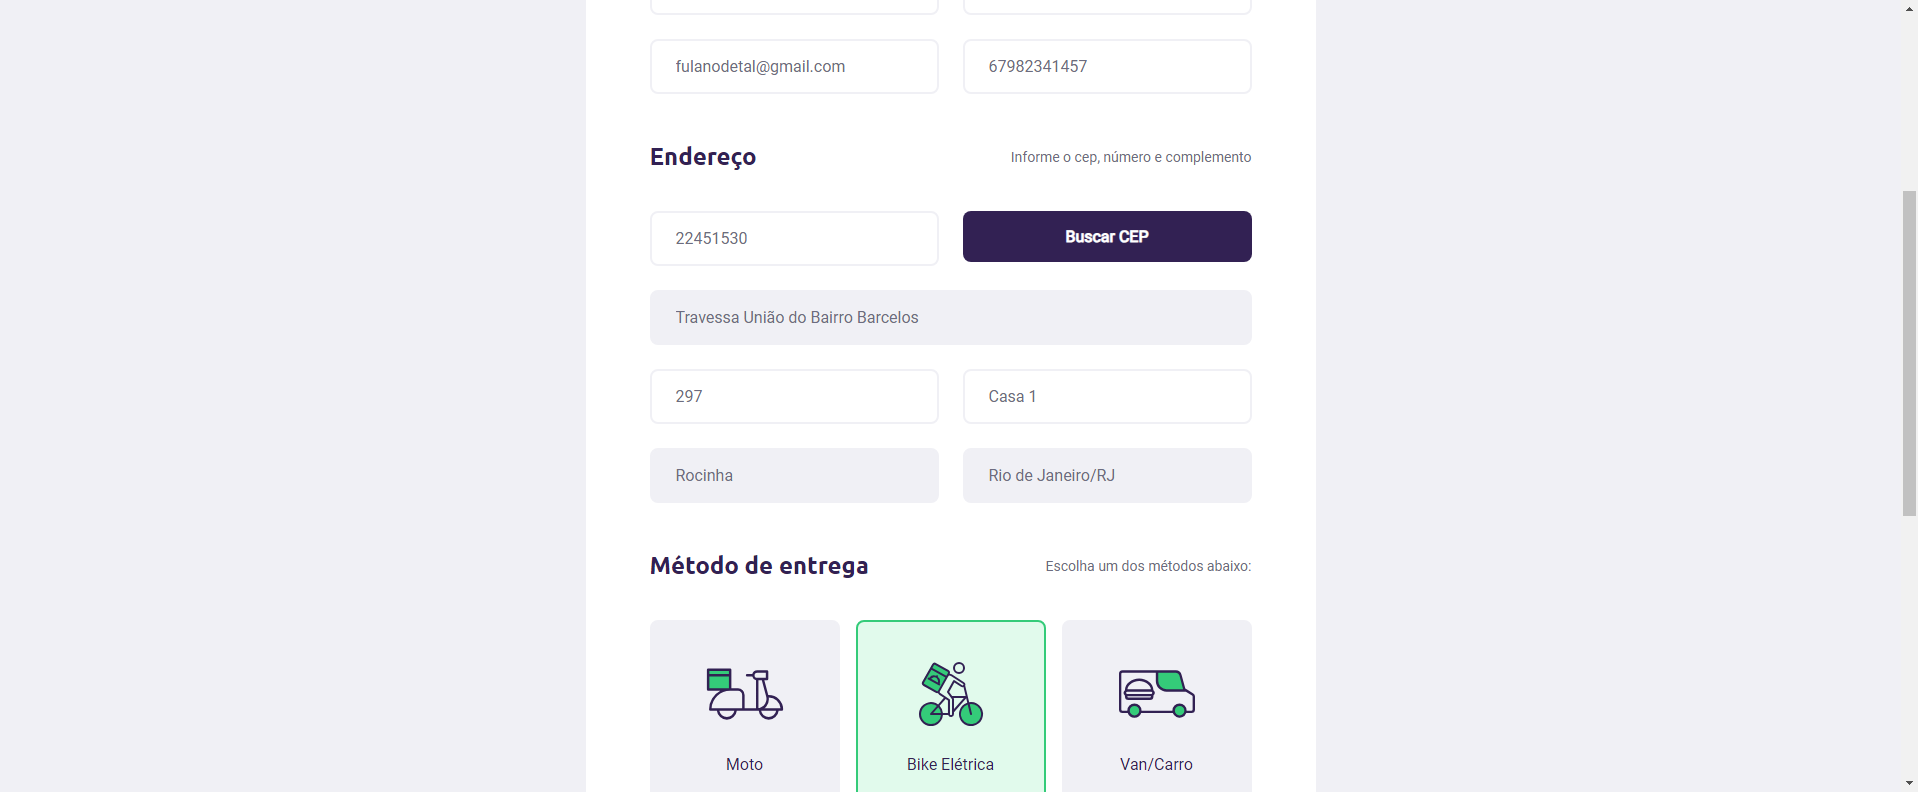 fulanodetal@gmail.com
67982341457
Endereço
Informe o cep, número e complemento
22451530
Buscar CEP
Travessa União do Bairro Barcelos
297
Casa 1
Rocinha
Rio de Janeiro/RJ
Método de entrega
Escolha um dos métodos abaixo:
Moto
Bike Elétrica
Van/Carro